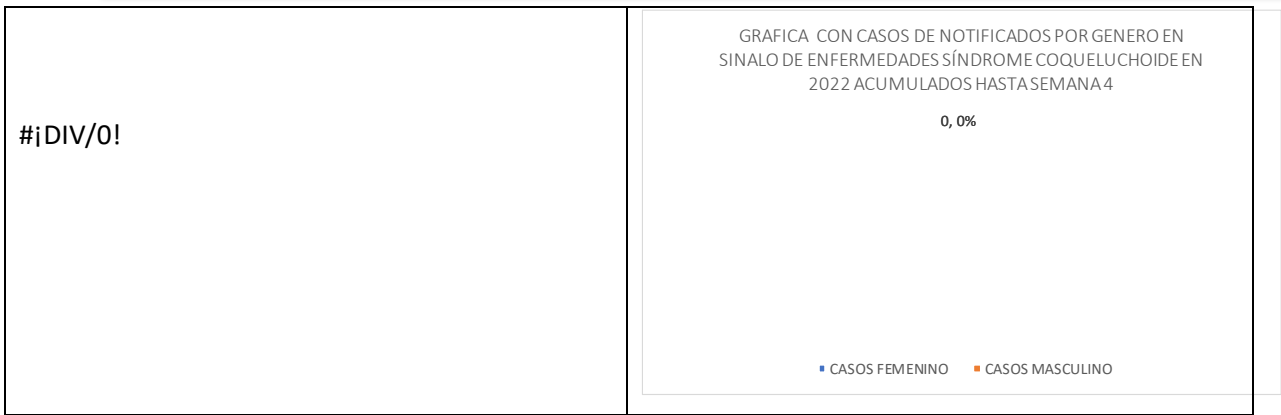 #¡DIV/0!
GRAFICA CON CASOS DE NOTIFICADOS POR GENERO EN
SINALO DE ENFERMEDADES SÍNDROME COQUELUCHOIDE EN
2022 ACUMULADOS HASTA SEMANA 4
0, 0%
CASOS FEMENINO CASOS MASCULINO